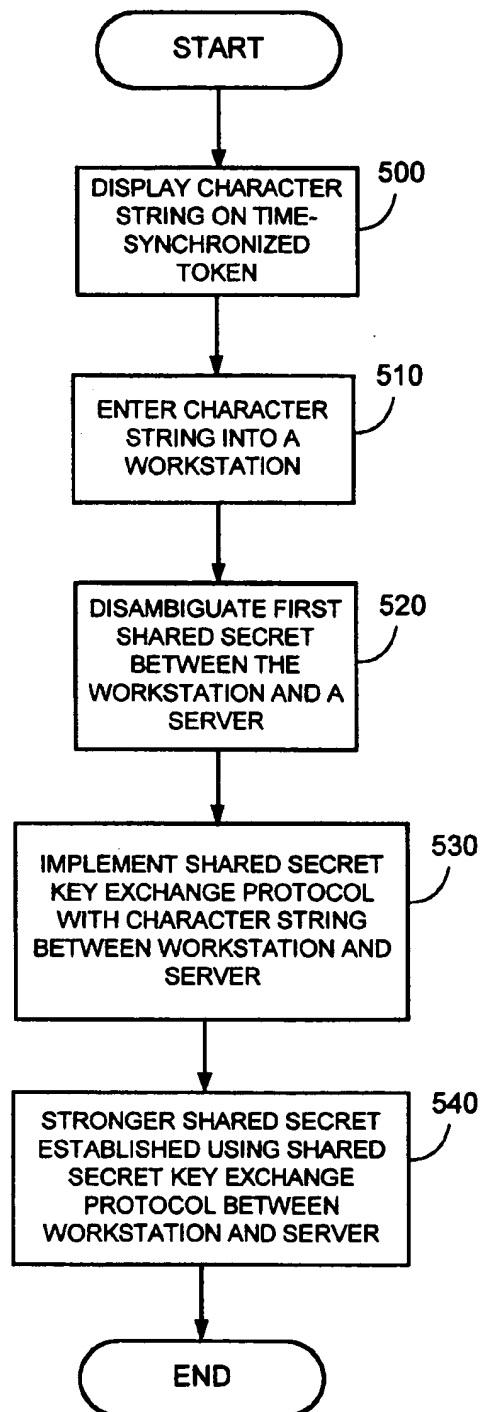 START
500
DISPLAY CHARACTER
STRING ON TIME-
SYNCHRONIZED
TOKEN
510
ENTER CHARACTER
STRING INTO A
WORKSTATION
520
DISAMBIGUATE FIRST
SHARED SECRET
BETWEEN THE
WORKSTATION AND A
SERVER
530
IMPLEMENT SHARED SECRET
KEY EXCHANGE PROTOCOL
WITH CHARACTER STRING
BETWEEN WORKSTATION AND
SERVER
540
STRONGER SHARED SECRET
ESTABLISHED USING SHARED
SECRET KEY EXCHANGE
PROTOCOL BETWEEN
WORKSTATION AND SERVER
END